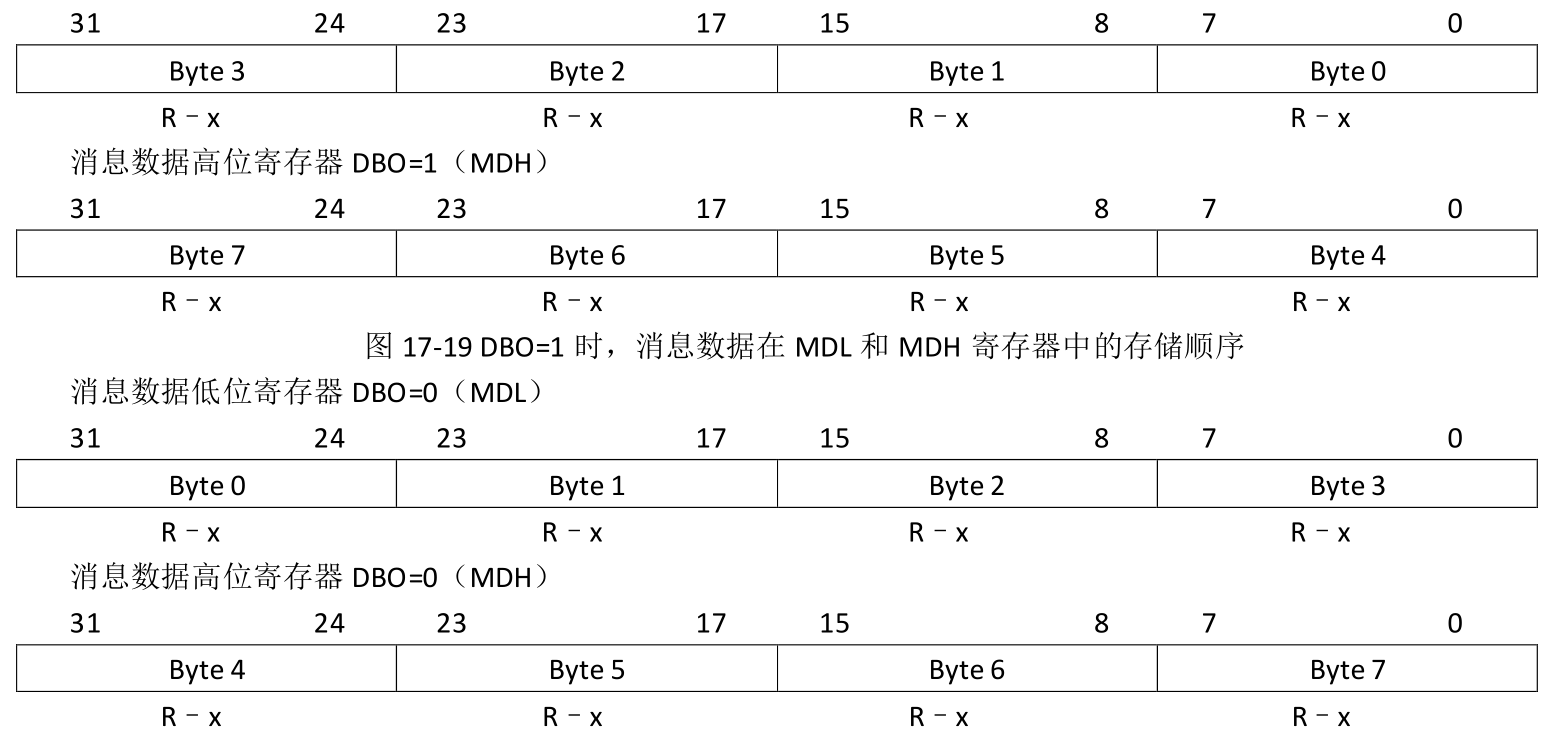 31 24 23 17 15 8 7 0
Byte 3 Byte 2 Byte 1 Byte 0
R – x R – x R – x R – x
消息数据高位寄存器 DBO=1（MDH）
31 24 23 17 15 8 7 0
Byte 7 Byte 6 Byte 5 Byte 4
R – x R – x R – x R – x
图 17-19 DBO=1 时，消息数据在 MDL 和 MDH 寄存器中的存储顺序
消息数据低位寄存器 DBO=0（MDL）
31 24 23 17 15 8 7 0
Byte 0 Byte 1 Byte 2 Byte 3
R – x R – x R – x R – x
消息数据高位寄存器 DBO=0（MDH）
31 24 23 17 15 8 7 0
Byte 4 Byte 5 Byte 6 Byte 7
R – x R – x R – x R – x